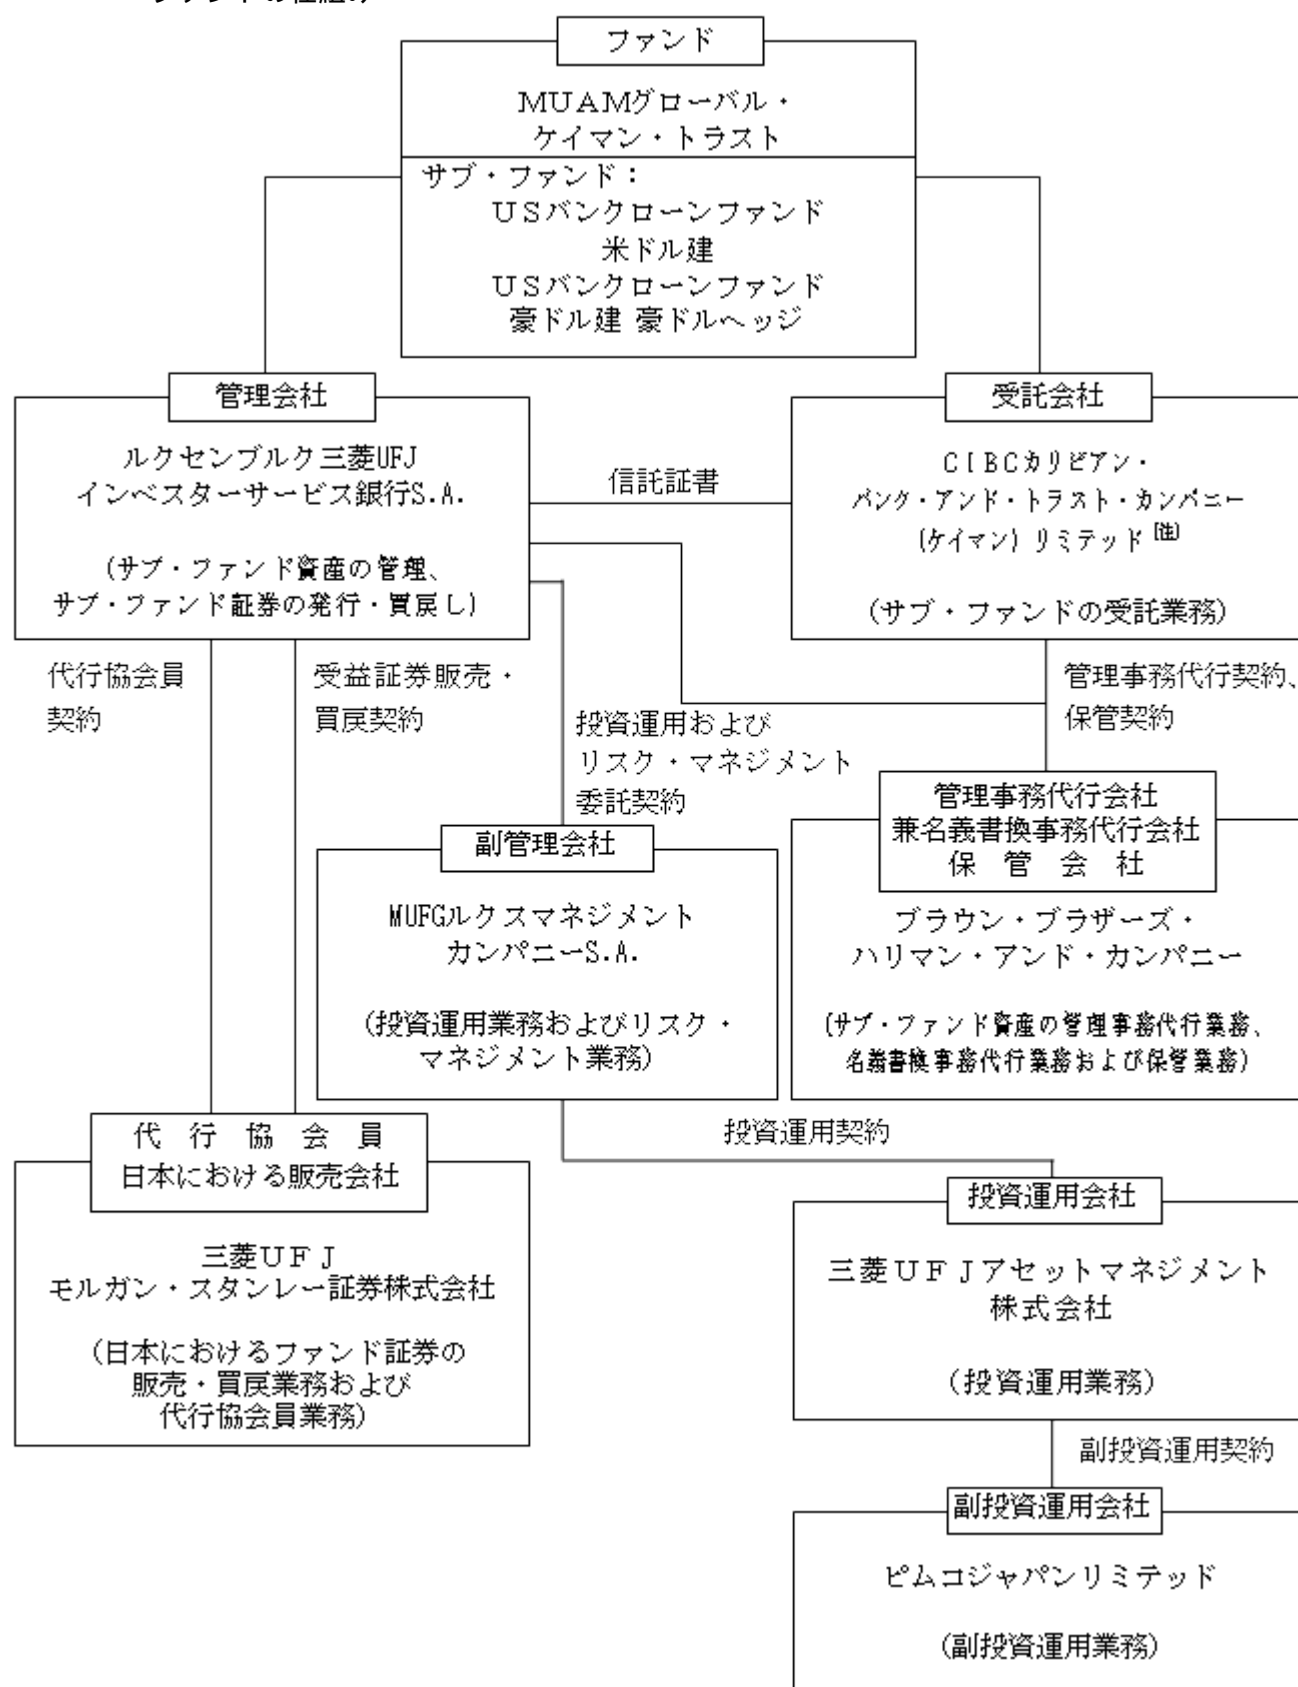 ファンドの仕組み
ファンド
ＭＵＡＭグローバル・
ケイマン・トラスト
サブ・ファンド：
ＵＳバンクローンファンド
米ドル建
ＵＳバンクローンファンド
豪ドル建 豪ドルヘッジ
管理会社
ルクセンブルク三菱UFJ
インベスターサービス銀行S.A.
(サブ・ファンド資産の管理、
サブ・ファンド証券の発行・買戻し)
信託証書
受託会社
ＣＩＢＣカリビアン・
バンク・アンド・トラスト・カンパニー
(ケイマン) リミテッド [注]
(サブ・ファンドの受託業務)
代行協会員
契約
受益証券販売・
買戻契約
投資運用および
リスク・マネジメント
委託契約
管理事務代行契約、
保管契約
副管理会社
MUFGルクスマネジメント
カンパニーS.A.
(投資運用業務およびリスク・
マネジメント業務)
管理事務代行会社
兼名義書換事務代行会社
保　管　会　社
ブラウン・ブラザーズ・
ハリマン・アンド・カンパニー
(サブ・ファンド資産の管理事務代行業務、
名義書換事務代行業務および保管業務)
代　行　協　会　員
日本における販売会社
三菱ＵＦＪ
モルガン・スタンレー証券株式会社
(日本におけるファンド証券の
販売・買戻業務および
代行協会員業務)
投資運用契約
投資運用会社
三菱ＵＦＪアセットマネジメント
株式会社
(投資運用業務)
副投資運用契約
副投資運用会社
ピムコジャパンリミテッド
(副投資運用業務)